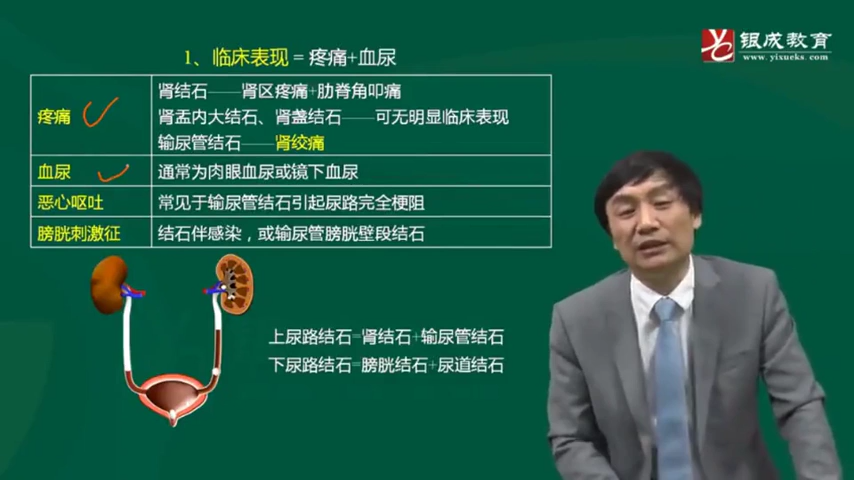 1、临床表现 = 疼痛+血尿
疼痛
肾结石——肾区疼痛+肋脊角叩痛
肾盂内大结石、肾盏结石——可无明显临床表现
输尿管结石——肾绞痛
血尿
通常为肉眼血尿或镜下血尿
恶心呕吐
常见于输尿管结石引起尿路完全梗阻
膀胱刺激征
结石伴感染，或输尿管膀胱壁段结石
上尿路结石=肾结石+输尿管结石
下尿路结石=膀胱结石+尿道结石
银成教育
www.yixueks.com